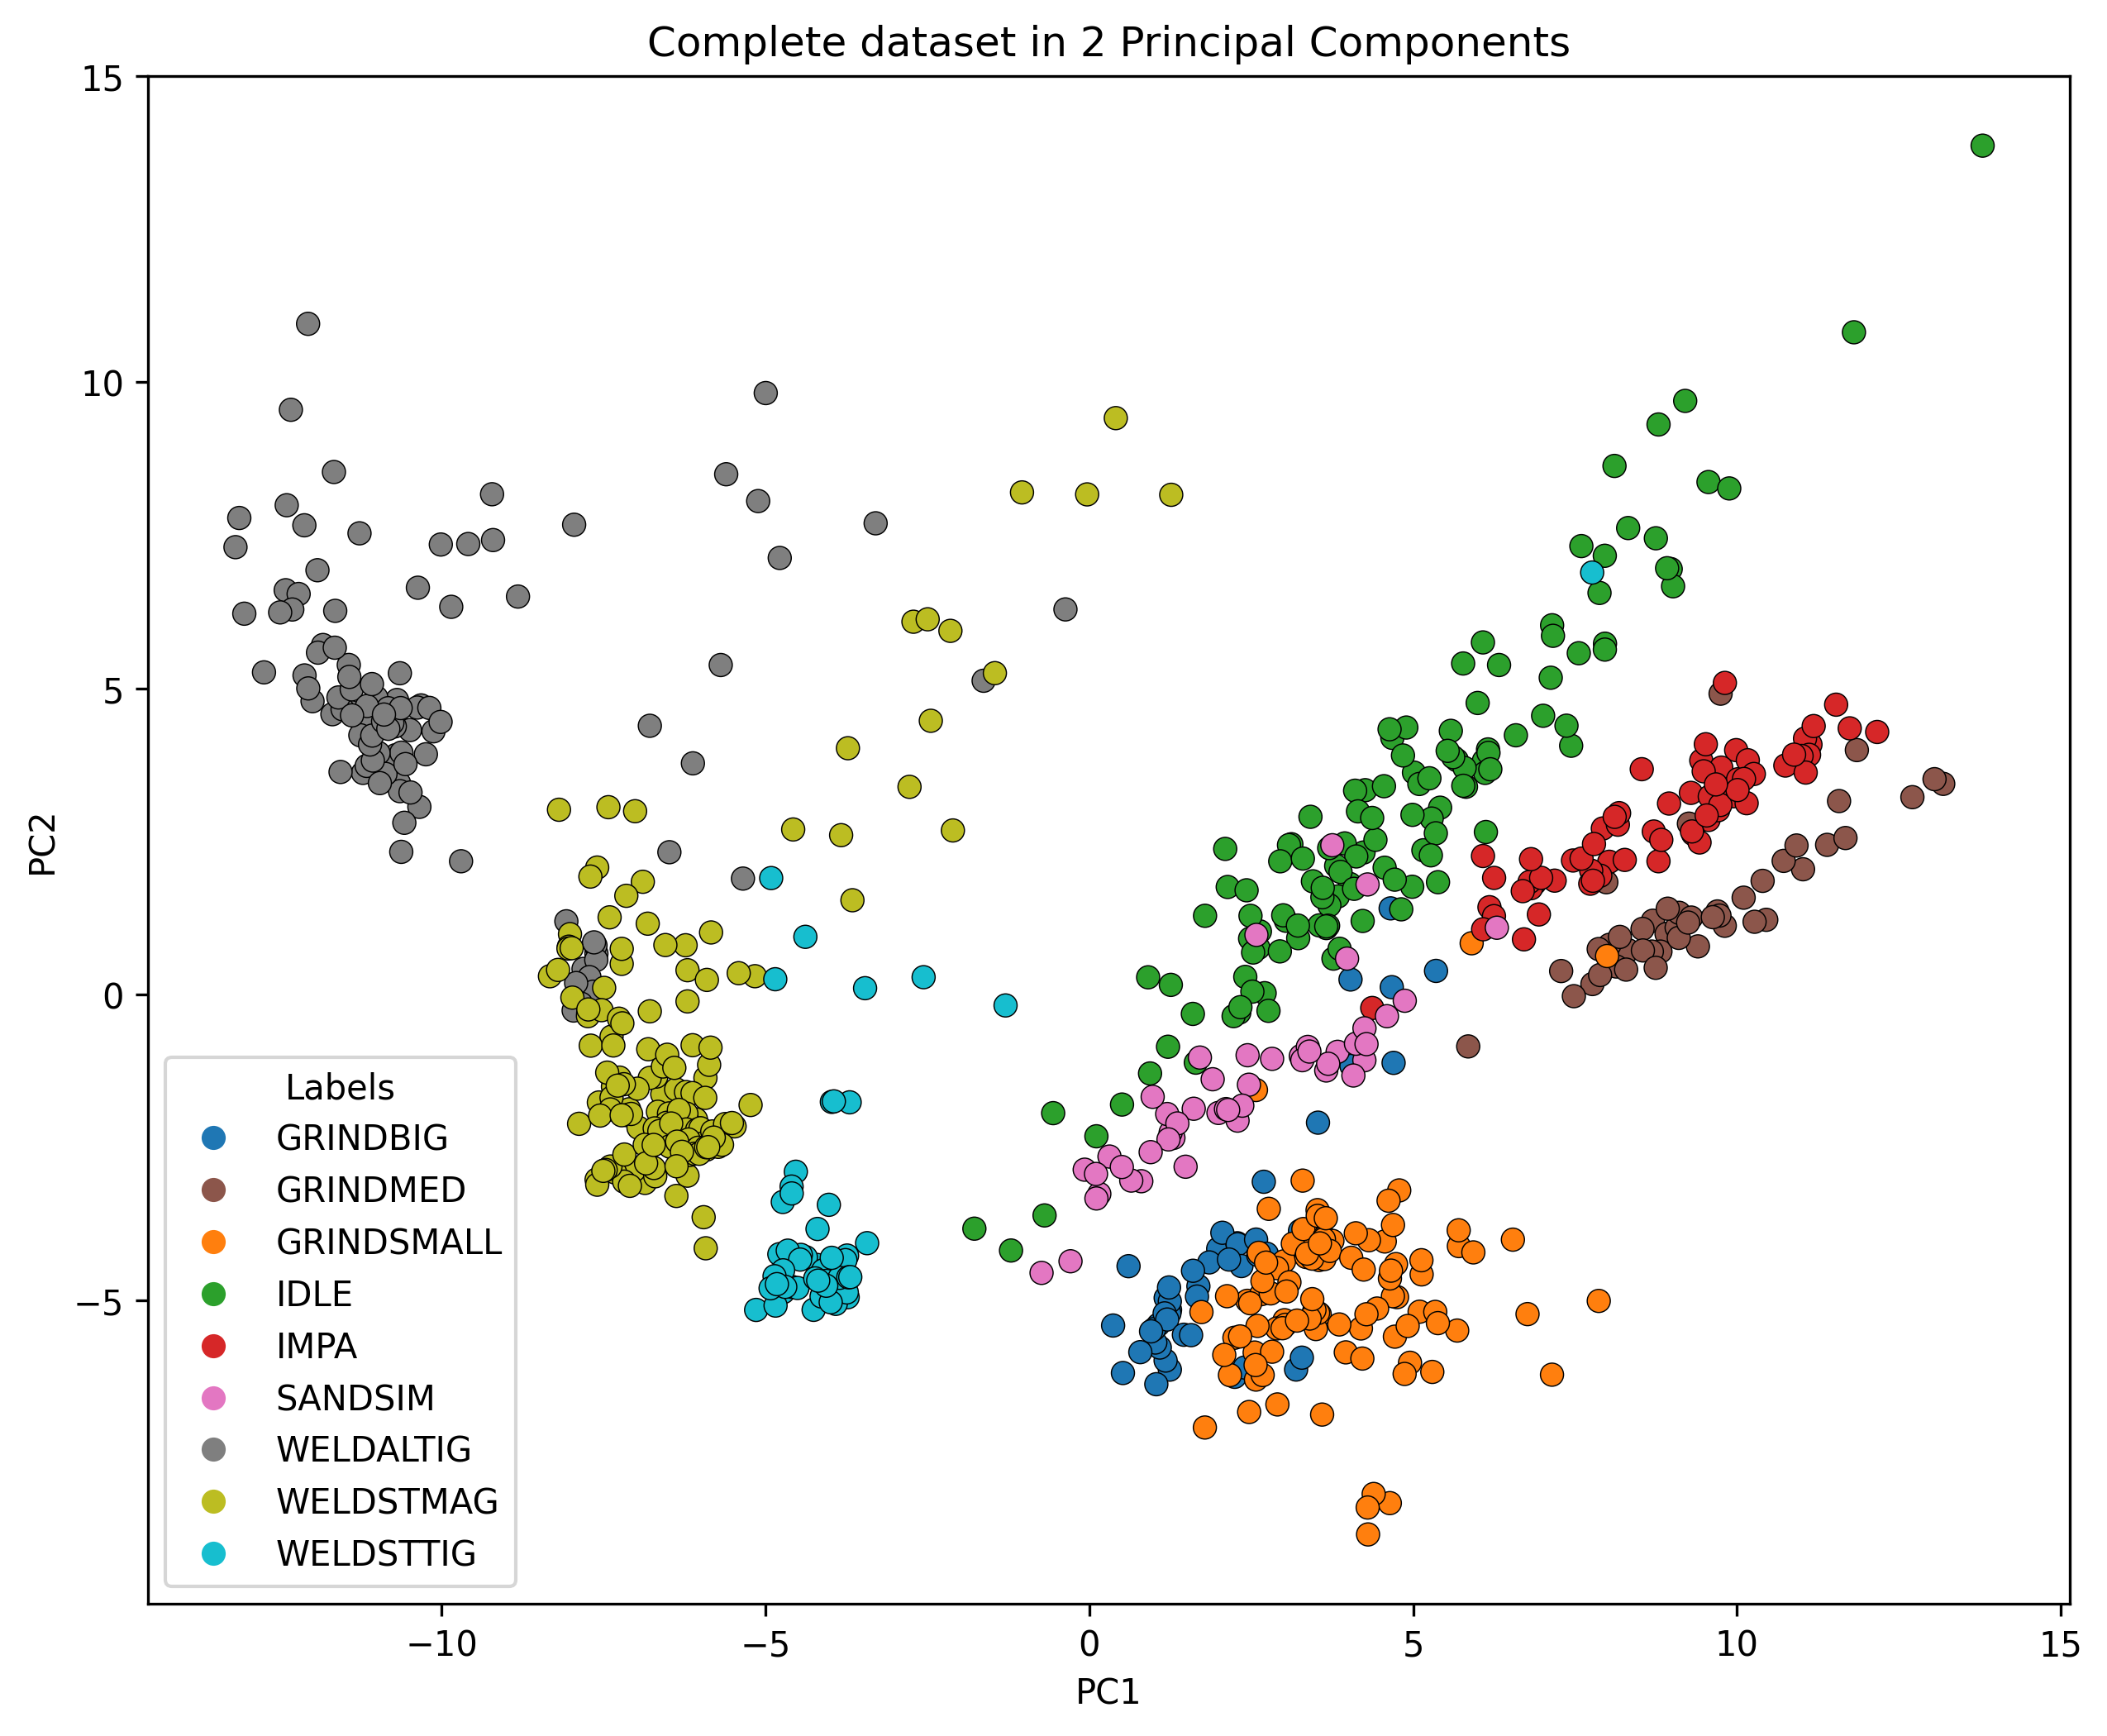 Complete dataset in 2 Principal Components
15
10
5
0
−5
PC2
Labels
GRINDBIG
GRINDMED
GRINDSMALL
IDLE
IMPA
SANDSIM
WELDALTIG
WELDSTMAG
WELDSTTIG
−10 −5 0 5 10 15
PC1